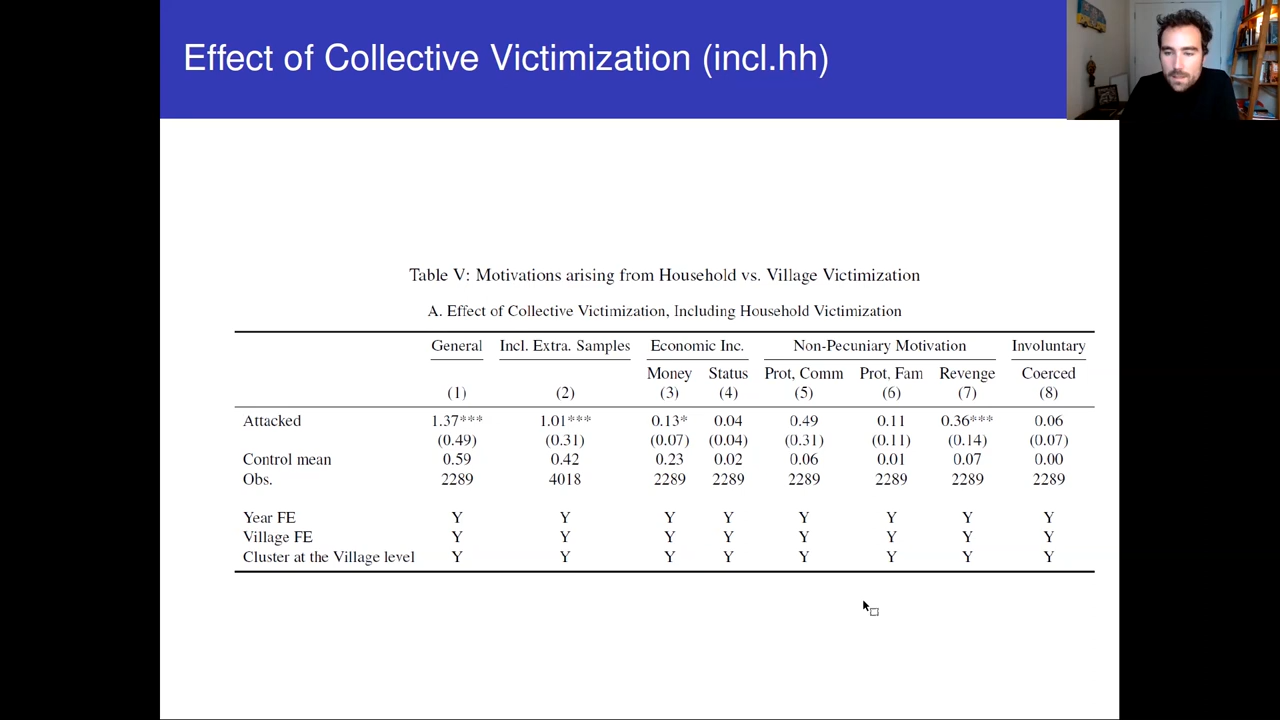 Effect of Collective Victimization (incl.hh)
Table V: Motivations arising from Household vs. Village Victimization
A. Effect of Collective Victimization, Including Household Victimization
General Incl. Extra. Samples Economic Inc. Non-Pecuniary Motivation Involuntary
Money Status Prot, Comm Prot, Fam Revenge Coerced
(1) (2) (3) (4) (5) (6) (7) (8)
Attacked 1.37*** 1.01*** 0.13* 0.04 0.49 0.11 0.36*** 0.06
(0.49) (0.31) (0.07) (0.04) (0.31) (0.11) (0.14) (0.07)
Control mean 0.59 0.42 0.23 0.02 0.06 0.01 0.07 0.00
Obs. 2289 4018 2289 2289 2289 2289 2289 2289
Year FE Y Y Y Y Y Y Y Y
Village FE Y Y Y Y Y Y Y Y
Cluster at the Village level Y Y Y Y Y Y Y Y